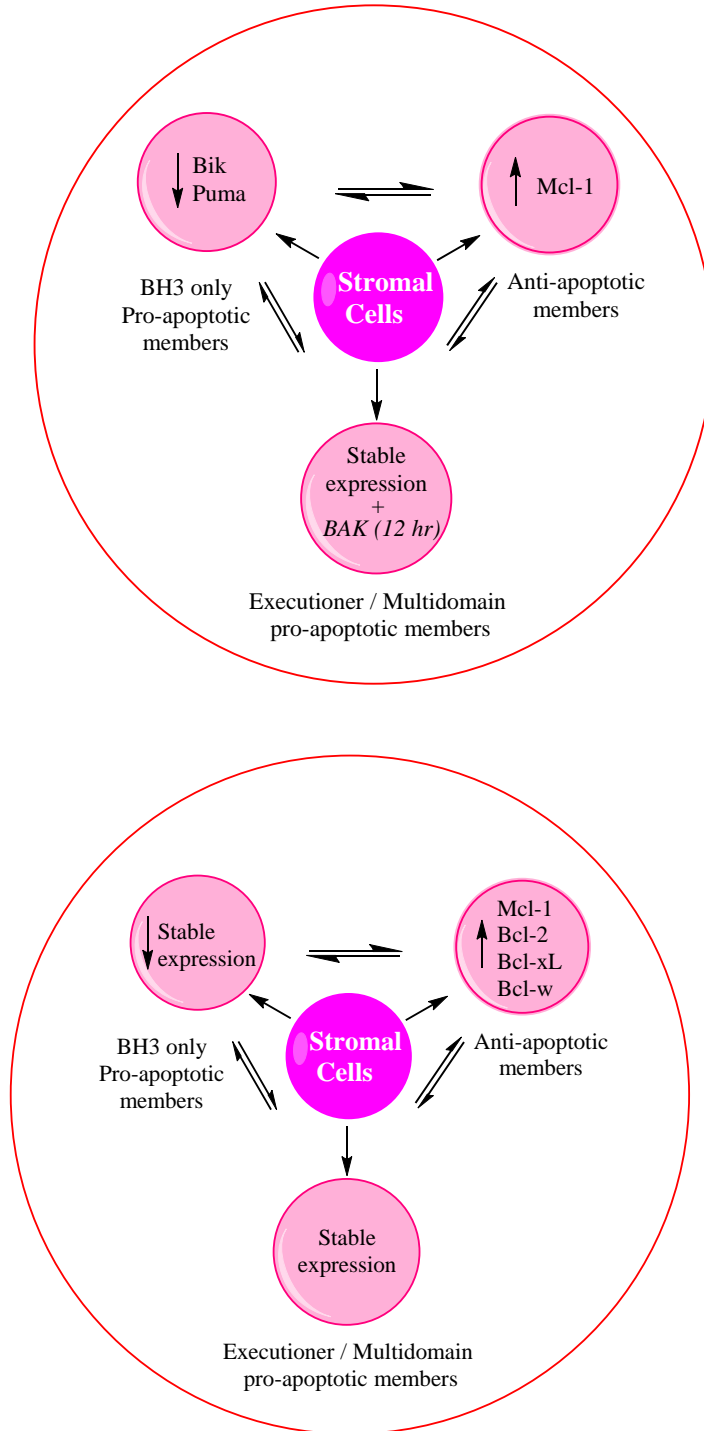 Bik
Puma
Mcl-1
Stromal
Cells
BH3 only
Pro-apoptotic
members
Anti-apoptotic
members
Stable
expression
+
BAK (12 hr)
Executioner / Multidomain
pro-apoptotic members
Stable
expression
Mcl-1
Bcl-2
Bcl-xL
Bcl-w
Stromal
Cells
BH3 only
Pro-apoptotic
members
Anti-apoptotic
members
Stable
expression
Executioner / Multidomain
pro-apoptotic members